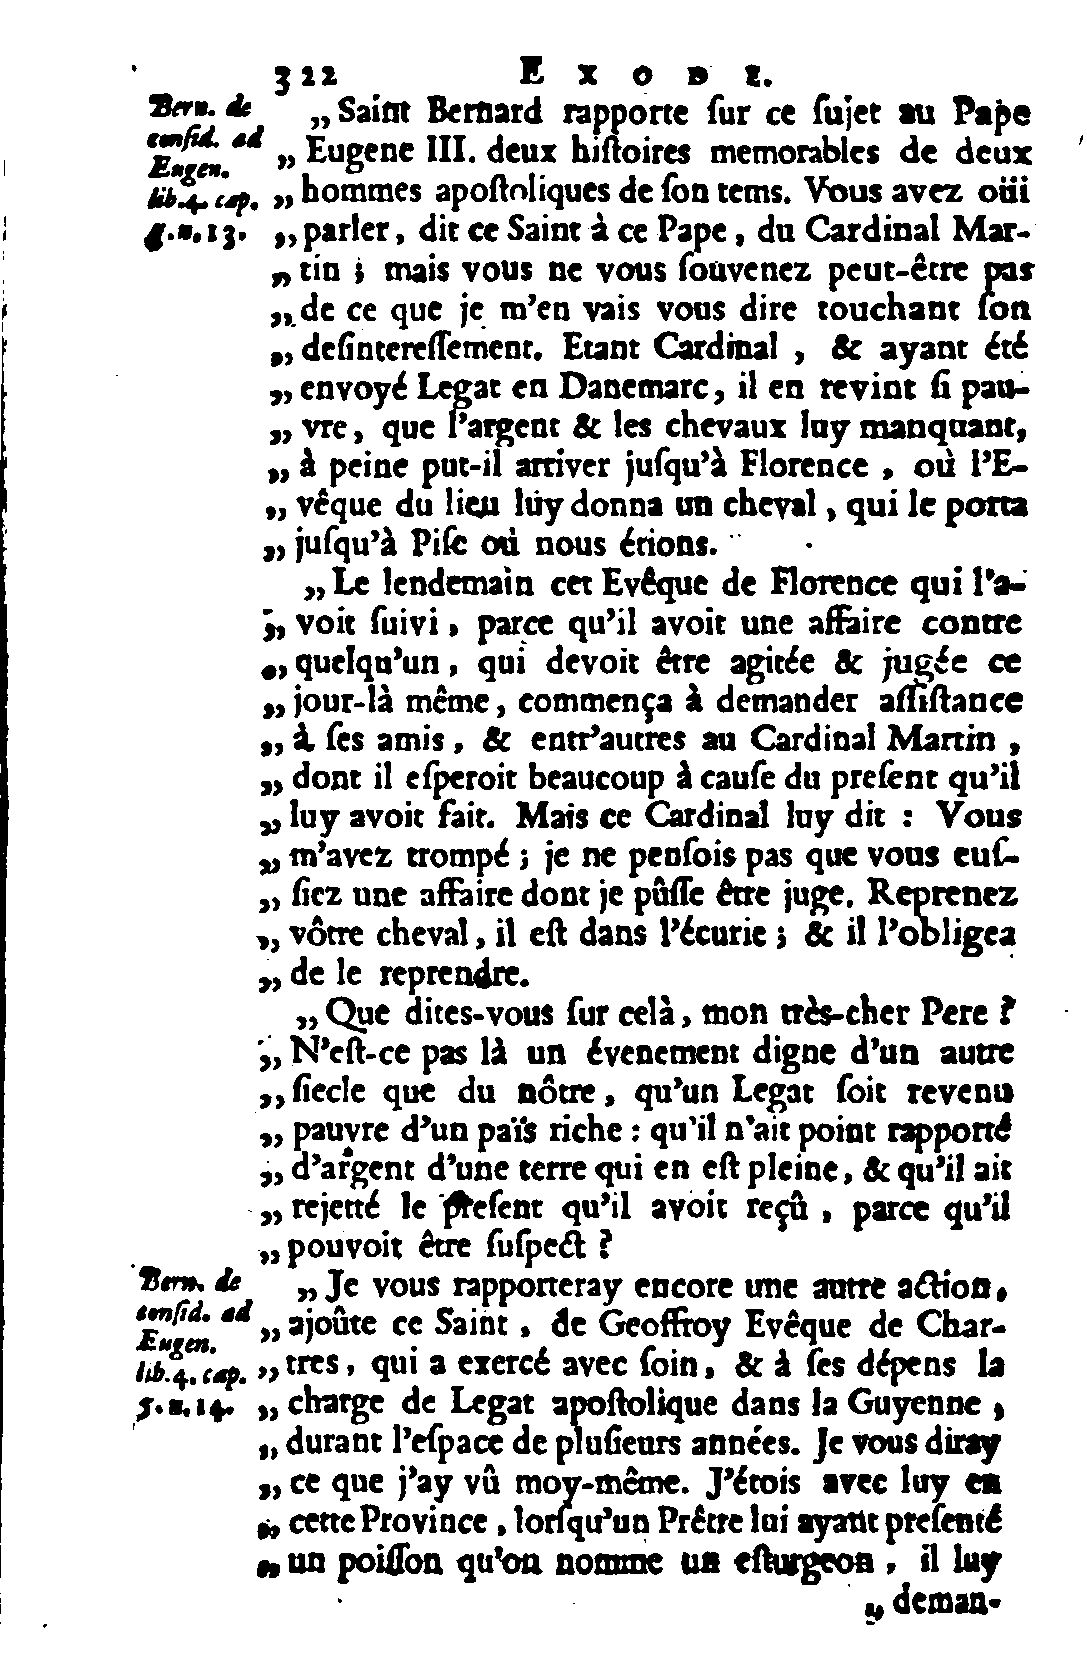 322 EXODE.
Bern. de
consid. ad
Eugen.
lib. 4. cap.
n. 13.
„Saint Bernard rapporte ſur ce ſujet au Pape
„ Eugene III. deux hiſtoires memorables de deux
„ hommes apoſtoliques de ſon tems. Vous avez oüi
„ parler, dit ce Saint à ce Pape, du Cardinal Mar-
„ tin ; mais vous ne vous ſouvenez peut-être pas
„ de ce que je m'en vais vous dire touchant ſon
„ deſintereſſement. Etant Cardinal , & ayant été
„ envoyé Legat en Danemarc, il en revint ſi pau-
„ vre, que l'argent & les chevaux luy manquant,
„ à peine put-il arriver juſqu'à Florence , où l'E-
„ vêque du lieu luy donna un cheval , qui le porta
„ juſqu'à Piſe où nous étions.
„ Le lendemain cet Evêque de Florence qui l'a-
„ voit ſuivi , parce qu'il avoit une affaire contre
„ quelqu'un , qui devoit être agitée & jugée ce
„ jour-là même, commença à demander aſſiſtance
„ à ſes amis , & entr'autres au Cardinal Martin ,
„ dont il eſperoit beaucoup à cauſe du preſent qu'il
„ luy avoit fait. Mais ce Cardinal luy dit : Vous
„ m'avez trompé ; je ne penſois pas que vous euſ-
„ ſiez une affaire dont je pûſſe être juge. Reprenez
„ vôtre cheval, il eſt dans l'écurie ; & il l'obligea
„ de le reprendre.
„ Que dites-vous ſur celà, mon très-cher Pere ?
„ N'eſt-ce pas là un évenement digne d'un autre
„ ſiecle que du nôtre, qu'un Legat ſoit revenu
„ pauvre d'un païs riche : qu'il n'ait point rapporté
„ d'argent d'une terre qui en eſt pleine, & qu'il ait
„ rejetté le preſent qu'il avoit reçû , parce qu'il
„ pouvoit être ſuſpect ?
Bern. de
conſid. ad
Eugen.
lib. 4. cap.
5. n. 14.
„ Je vous rapporteray encore une autre action,
„ ajoûte ce Saint , de Geoffroy Evêque de Char-
„ tres, qui a exercé avec ſoin, & à ſes dépens la
„ charge de Legat apoſtolique dans la Guyenne ,
„ durant l'eſpace de pluſieurs années. Je vous diray
„ ce que j'ay vû moy-même. J'étois avec luy en
„ cette Province , lorſqu'un Prêtre lui ayant preſenté
„ un poiſſon qu'on nomme un eſturgeon , il luy
„ deman-